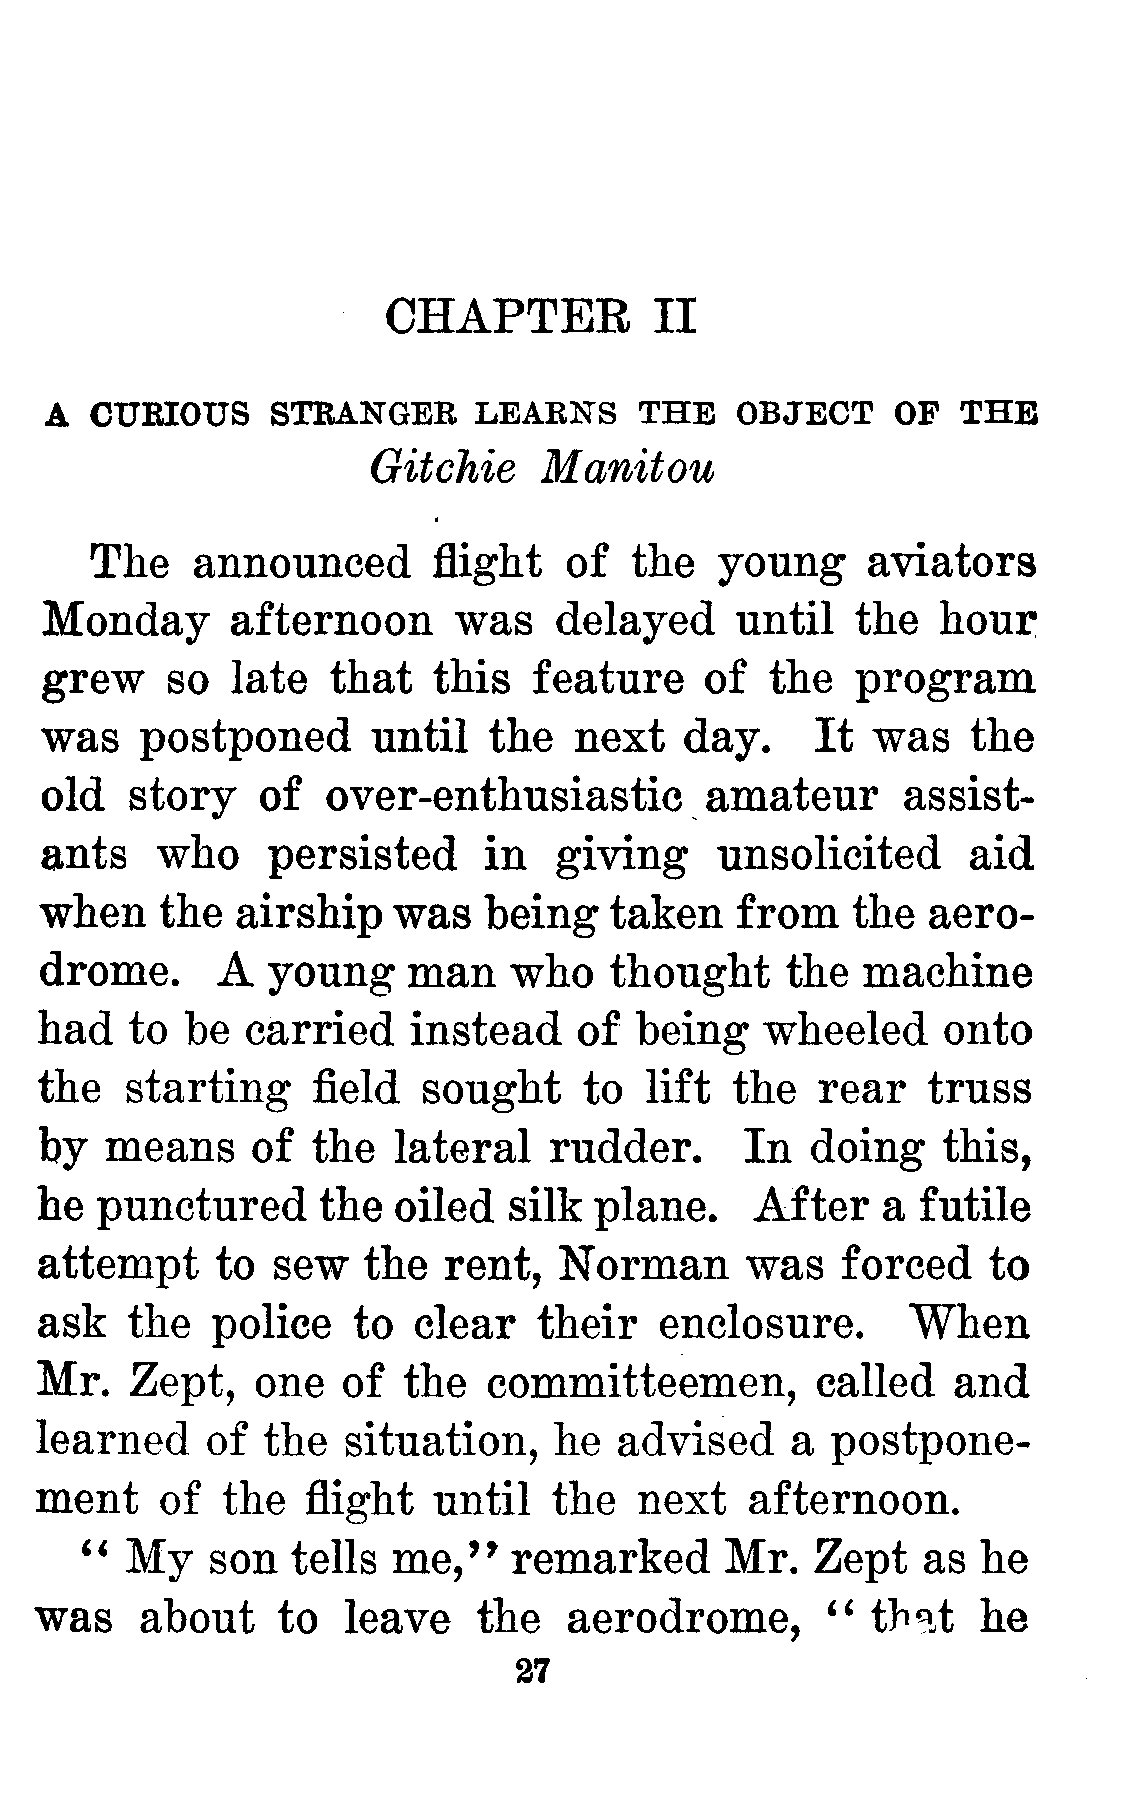 CHAPTER II
A CURIOUS STRANGER LEARNS THE OBJECT OF THE
Gitchie Manitou
The announced flight of the young aviators
Monday afternoon was delayed until the hour
grew so late that this feature of the program
was postponed until the next day. It was the
old story of over-enthusiastic amateur assist-
ants who persisted in giving unsolicited aid
when the airship was being taken from the aero-
drome. A young man who thought the machine
had to be carried instead of being wheeled onto
the starting field sought to lift the rear truss
by means of the lateral rudder. In doing this,
he punctured the oiled silk plane. After a futile
attempt to sew the rent, Norman was forced to
ask the police to clear their enclosure. When
Mr. Zept, one of the committeemen, called and
learned of the situation, he advised a postpone-
ment of the flight until the next afternoon.
“ My son tells me,” remarked Mr. Zept as he
was about to leave the aerodrome, “ that he
27